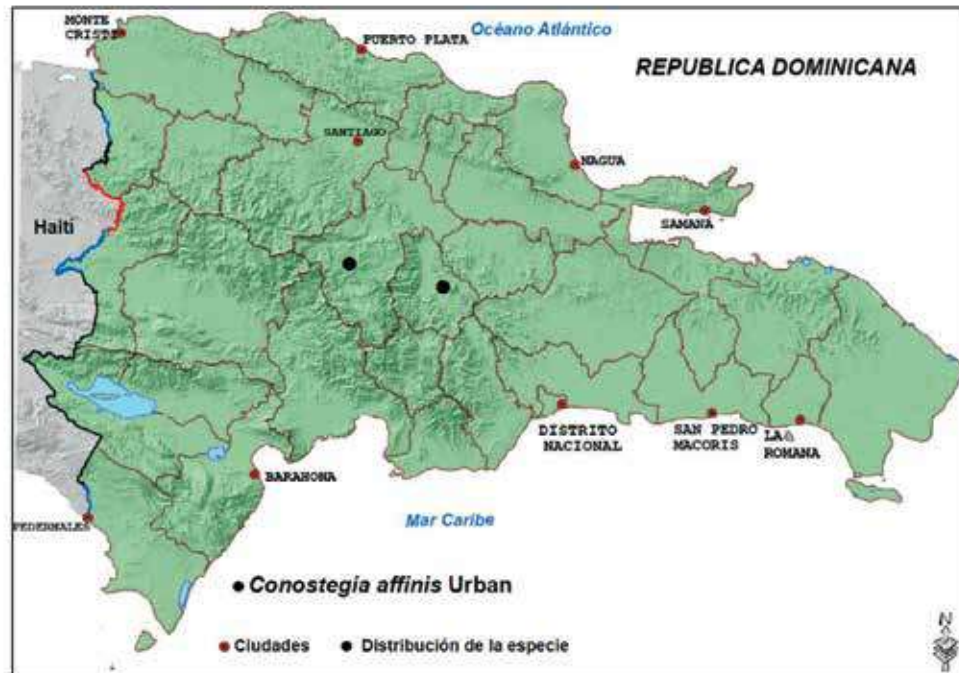 MONTE
CRISTI
PUERTO PLATA
Océano Atlántico
REPUBLICA DOMINICANA
SANTIAGO
NAGUA
SAMANA
Haití
DISTRITO
NACIONAL
SAN PEDRO
MACORIS
LA
ROMANA
BARAHONA
PEDERNALES
Mar Caribe
Conostegia affinis Urban
Ciudades
Distribución de la especie
N